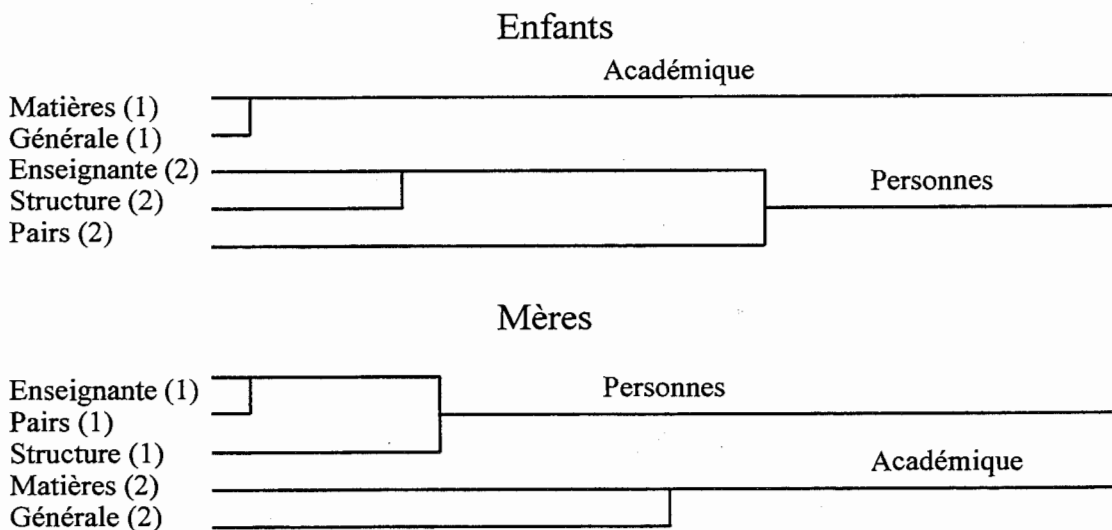 Enfants
Académique
Matières (1)
Générale (1)
Enseignante (2)
Structure (2)
Personnes
Pairs (2)
Mères
Enseignante (1)
Personnes
Pairs (1)
Structure (1)
Académique
Matières (2)
Générale (2)